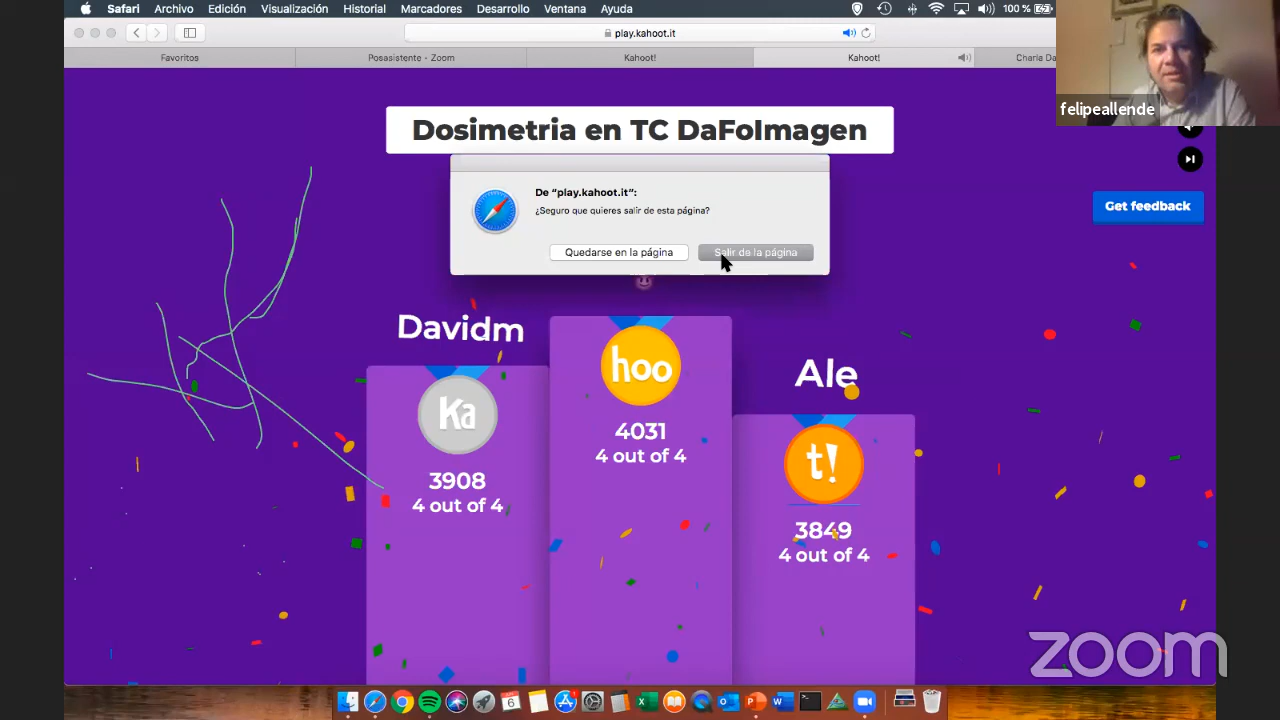 Safari Archivo Edición Visualización Historial Marcadores Desarrollo Ventana Ayuda 100 %
play.kahoot.it
Favoritos Posasistente - Zoom Kahoot! Kahoot! Charla Da
felipeallende
Dosimetria en TC DaFoImagen
De “play.kahoot.it”:
¿Seguro que quieres salir de esta página?
Quedarse en la página Salir de la página
Get feedback
Davidm
Ale
hoo
Ka
t!
4031
4 out of 4
3908
4 out of 4
3849
4 out of 4
zoom
6